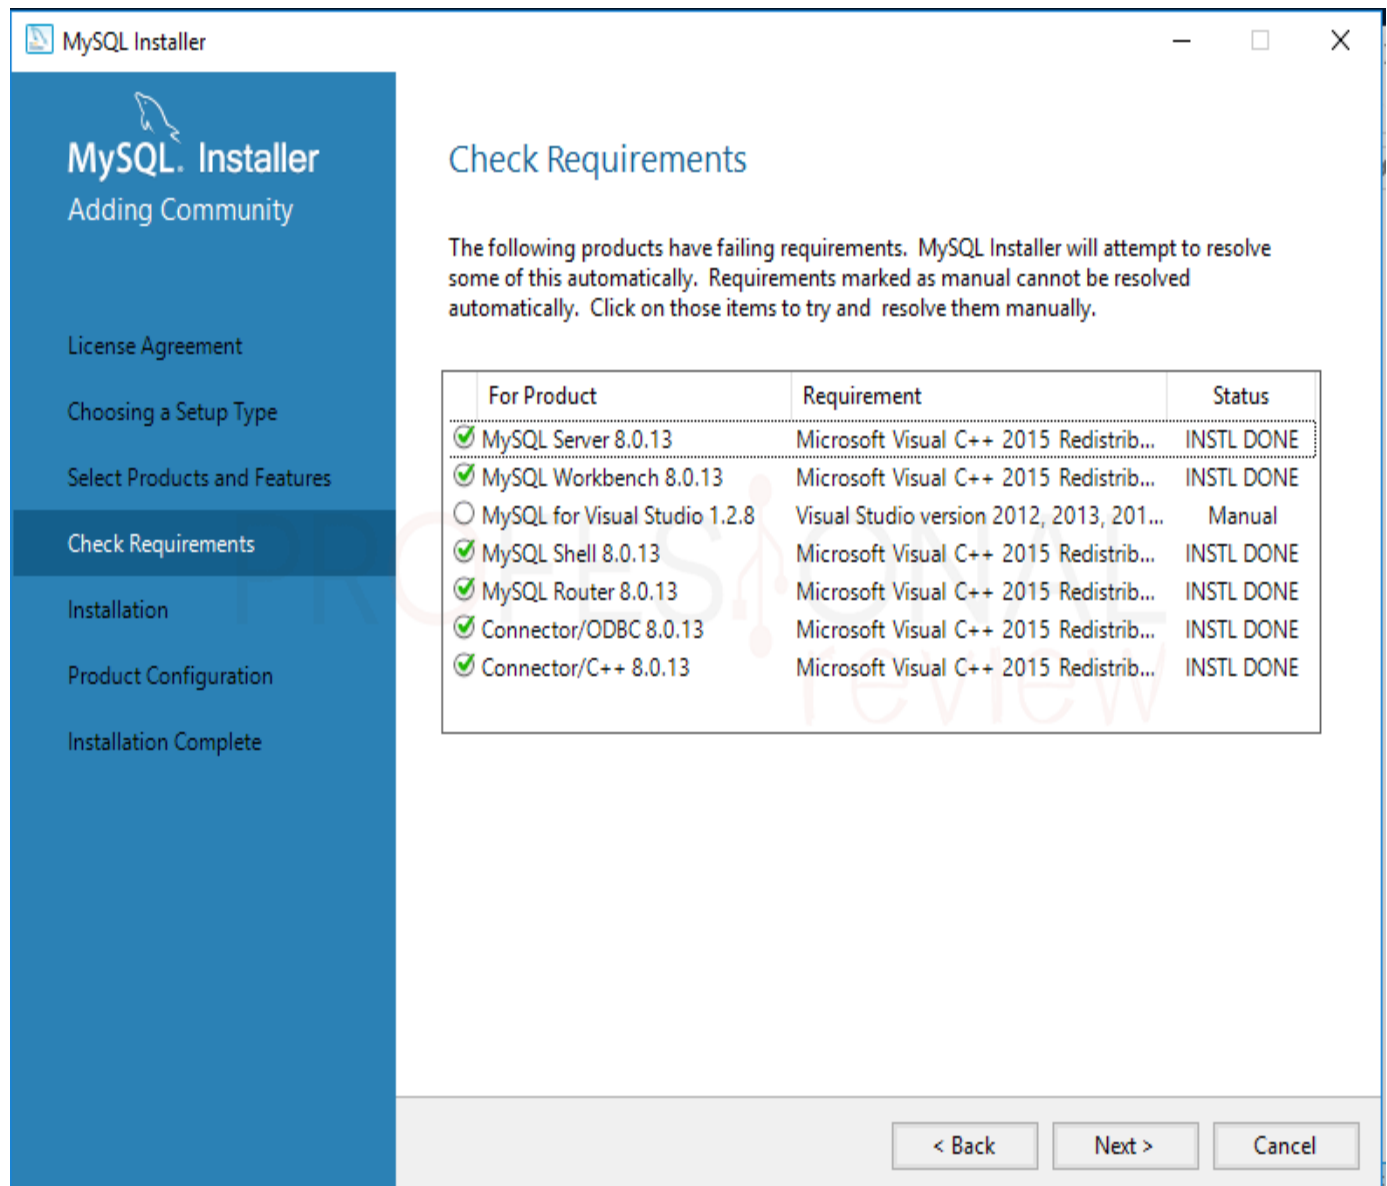 MySQL Installer
MySQL. Installer
Adding Community
License Agreement
Choosing a Setup Type
Select Products and Features
Check Requirements
Installation
Product Configuration
Installation Complete
Check Requirements
The following products have failing requirements.  MySQL Installer will attempt to resolve
some of this automatically.  Requirements marked as manual cannot be resolved
automatically.  Click on those items to try and  resolve them manually.
For Product Requirement Status
MySQL Server 8.0.13 Microsoft Visual C++ 2015 Redistrib... INSTL DONE
MySQL Workbench 8.0.13 Microsoft Visual C++ 2015 Redistrib... INSTL DONE
MySQL for Visual Studio 1.2.8 Visual Studio version 2012, 2013, 201... Manual
MySQL Shell 8.0.13 Microsoft Visual C++ 2015 Redistrib... INSTL DONE
MySQL Router 8.0.13 Microsoft Visual C++ 2015 Redistrib... INSTL DONE
Connector/ODBC 8.0.13 Microsoft Visual C++ 2015 Redistrib... INSTL DONE
Connector/C++ 8.0.13 Microsoft Visual C++ 2015 Redistrib... INSTL DONE
PROFESIONAL
review
< Back Next > Cancel